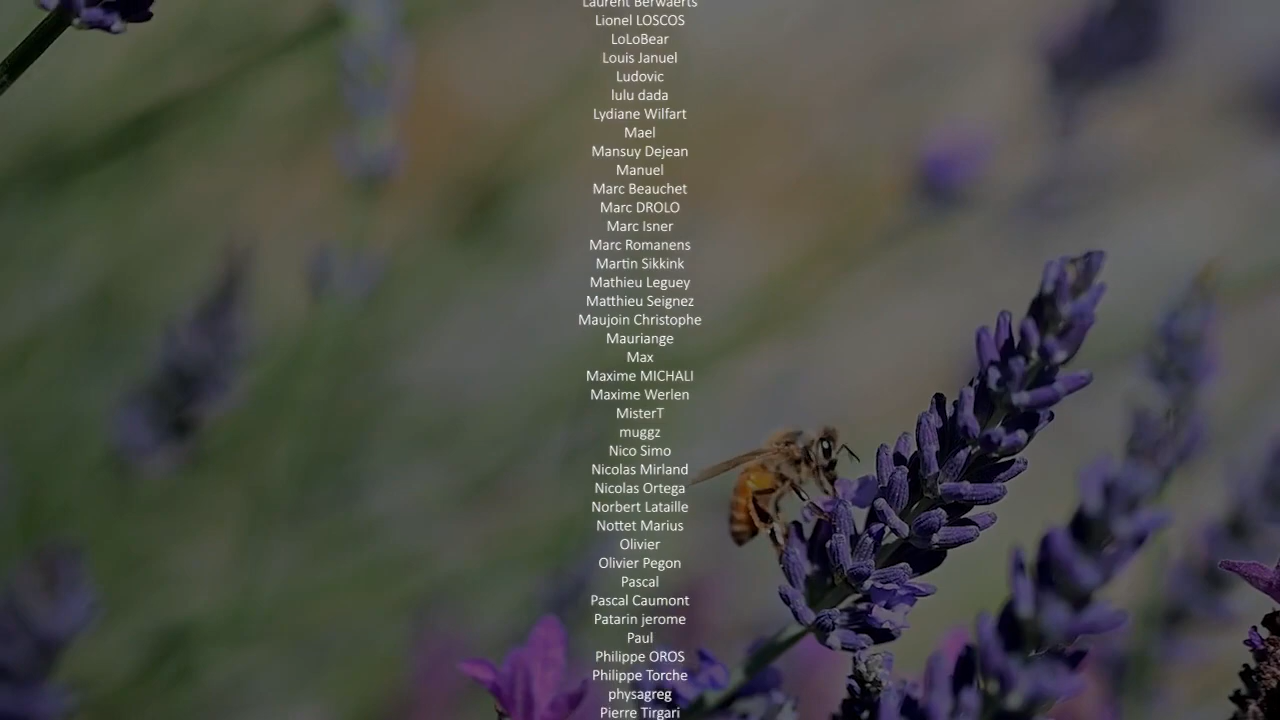 Laurent Berwaerts
Lionel LOSCOS
LoLoBear
Louis Januel
Ludovic
lulu dada
Lydiane Wilfart
Mael
Mansuy Dejean
Manuel
Marc Beauchet
Marc DROLO
Marc Isner
Marc Romanens
Martin Sikkink
Mathieu Leguey
Matthieu Seignez
Maujoin Christophe
Mauriange
Max
Maxime MICHALI
Maxime Werlen
MisterT
muggz
Nico Simo
Nicolas Mirland
Nicolas Ortega
Norbert Lataille
Nottet Marius
Olivier
Olivier Pegon
Pascal
Pascal Caumont
Patarin jerome
Paul
Philippe OROS
Philippe Torche
physagreg
Pierre Tirgari